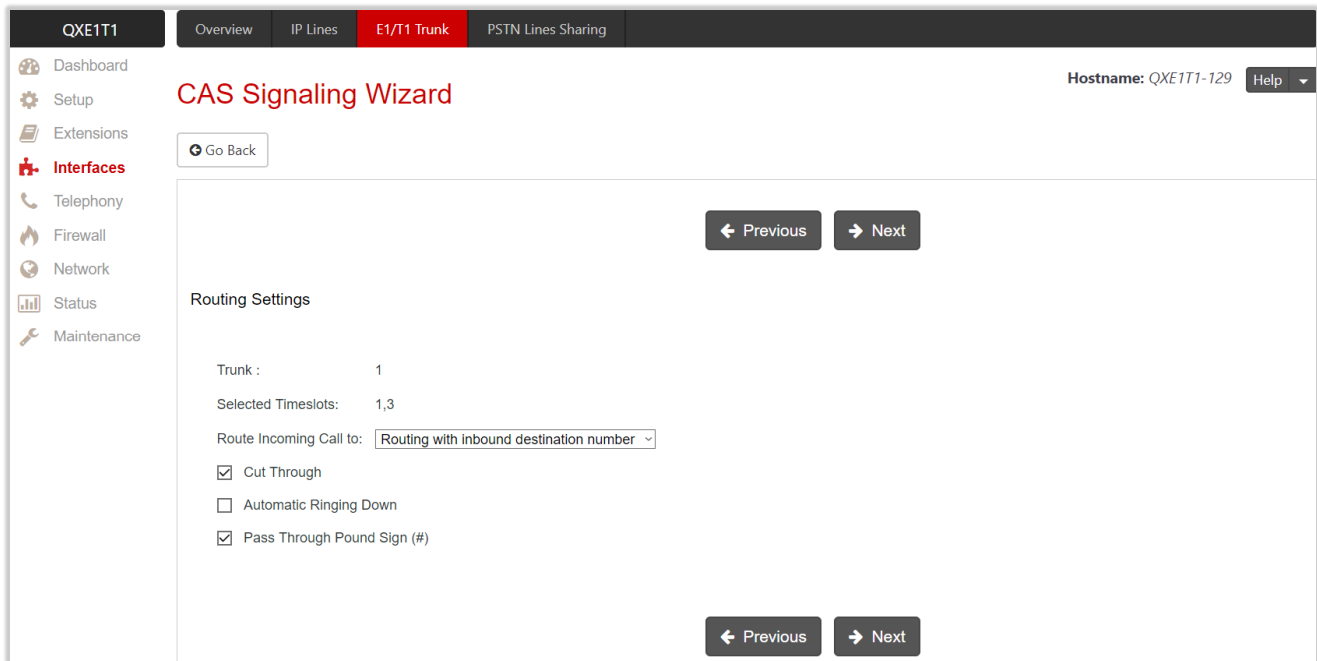 QXE1T1
Overview
IP Lines
E1/T1 Trunk
PSTN Lines Sharing
Dashboard
Setup
Extensions
Interfaces
Telephony
Firewall
Network
Status
Maintenance
CAS Signaling Wizard
Hostname: QXE1T1-129
Help
Go Back
Previous
Next
Routing Settings
Trunk : 1
Selected Timeslots: 1,3
Route Incoming Call to: Routing with inbound destination number
Cut Through
Automatic Ringing Down
Pass Through Pound Sign (#)
Previous
Next